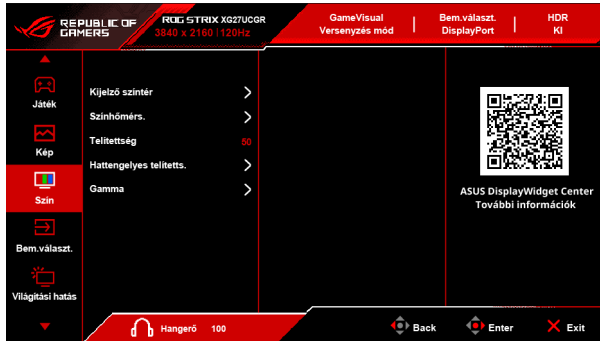 REPUBLIC OF
GAMERS
ROG STRIX XG27UCGR
3840 x 2160 120Hz
GameVisual
Versenyzés mód
Bem.választ.
DisplayPort
HDR
KI
Játék
Kép
Szín
Bem.választ.
Világítási hatás
Kijelző színtér
Színhőmérs.
Telítettség 50
Hattengelyes telítetts.
Gamma
ASUS DisplayWidget Center
További információk
Hangerő 100
Back
Enter
Exit